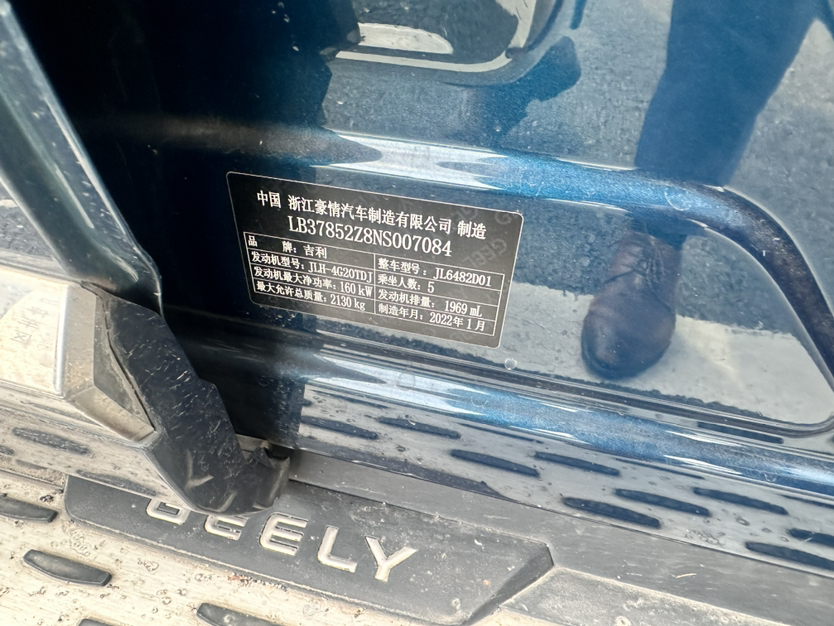 中国 浙江豪情汽车制造有限公司 制造
LB37852Z8NS007084
品 牌: 吉利 整车型号: JL6482D01
发动机型号: JLH-4G20TDJ 乘坐人数: 5
发动机最大净功率: 160 kW 发动机排量: 1969 mL
最大允许总质量: 2130 kg 制造年月: 2022年1月
GEELY